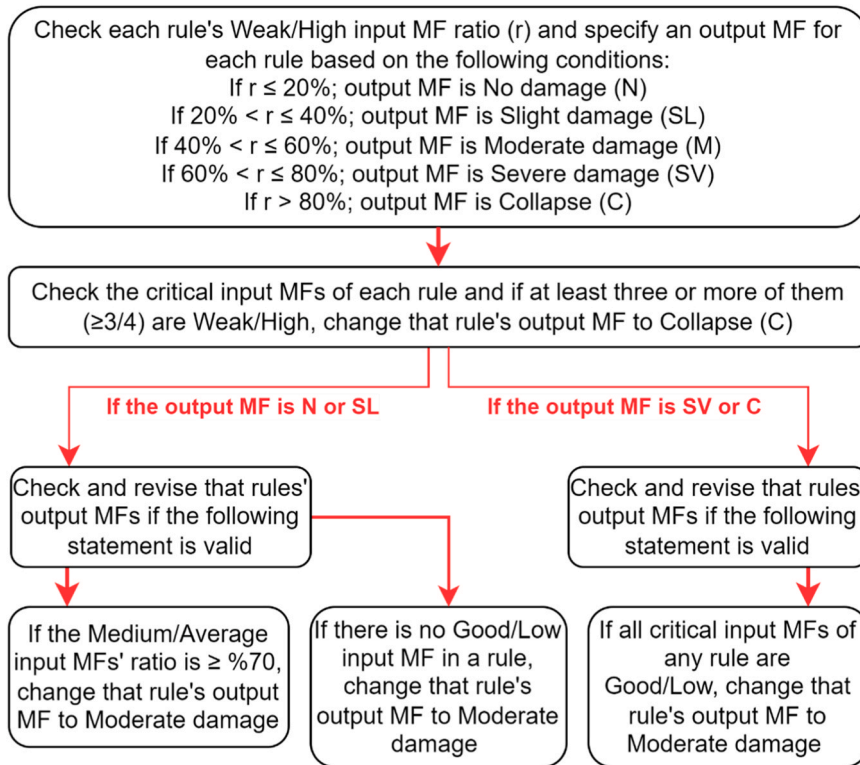 Check each rule's Weak/High input MF ratio (r) and specify an output MF for
each rule based on the following conditions:
If r ≤ 20%; output MF is No damage (N)
If 20% < r ≤ 40%; output MF is Slight damage (SL)
If 40% < r ≤ 60%; output MF is Moderate damage (M)
If 60% < r ≤ 80%; output MF is Severe damage (SV)
If r > 80%; output MF is Collapse (C)
Check the critical input MFs of each rule and if at least three or more of them
(≥3/4) are Weak/High, change that rule's output MF to Collapse (C)
If the output MF is N or SL
If the output MF is SV or C
Check and revise that rules'
output MFs if the following
statement is valid
Check and revise that rules
output MFs if the following
statement is valid
If the Medium/Average
input MFs' ratio is ≥ %70,
change that rule's output
MF to Moderate damage
If there is no Good/Low
input MF in a rule,
change that rule's
output MF to Moderate
damage
If all critical input MFs of
any rule are
Good/Low, change that
rule's output MF to
Moderate damage